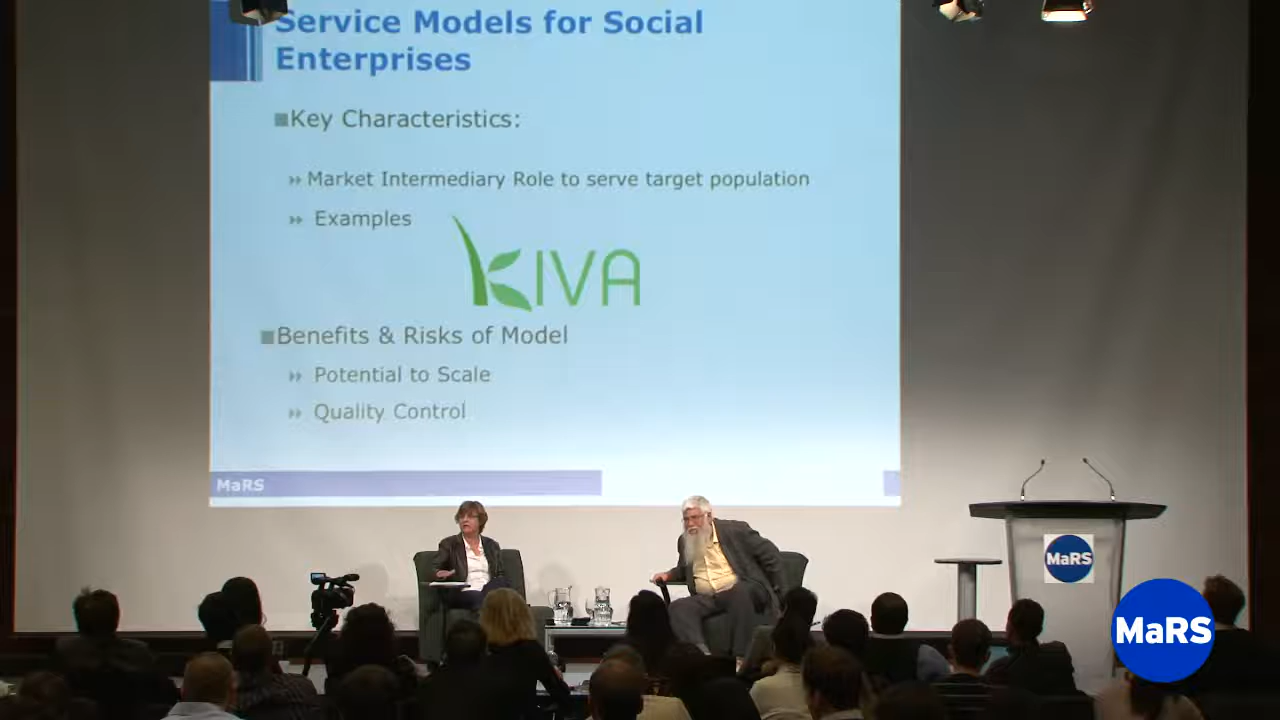 Service Models for Social
Enterprises
Key Characteristics:
Market Intermediary Role to serve target population
Examples
KIVA
Benefits & Risks of Model
Potential to Scale
Quality Control
MaRS
MaRS
MaRS